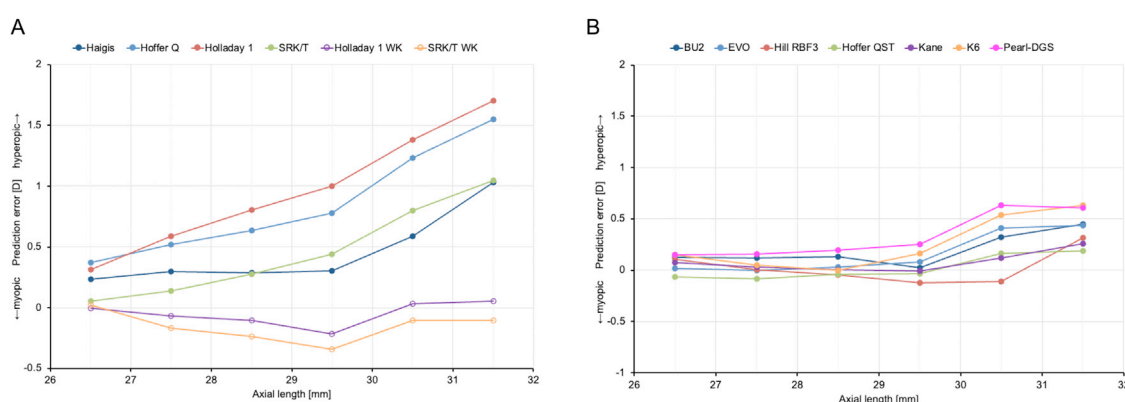 A
Haigis Hoffer Q Holladay 1 SRK/T Holladay 1 WK SRK/T WK
2
1.5
1
0.5
0
-0.5
←myopic Prediction error [D] hyperopic→
26 27 28 29 30 31 32
Axial length [mm]
B
BU2 EVO Hill RBF3 Hoffer QST Kane K6 Pearl-DGS
2
1.5
1
0.5
0
-0.5
-1
←myopic Prediction error [D] hyperopic→
26 27 28 29 30 31 32
Axial length [mm]